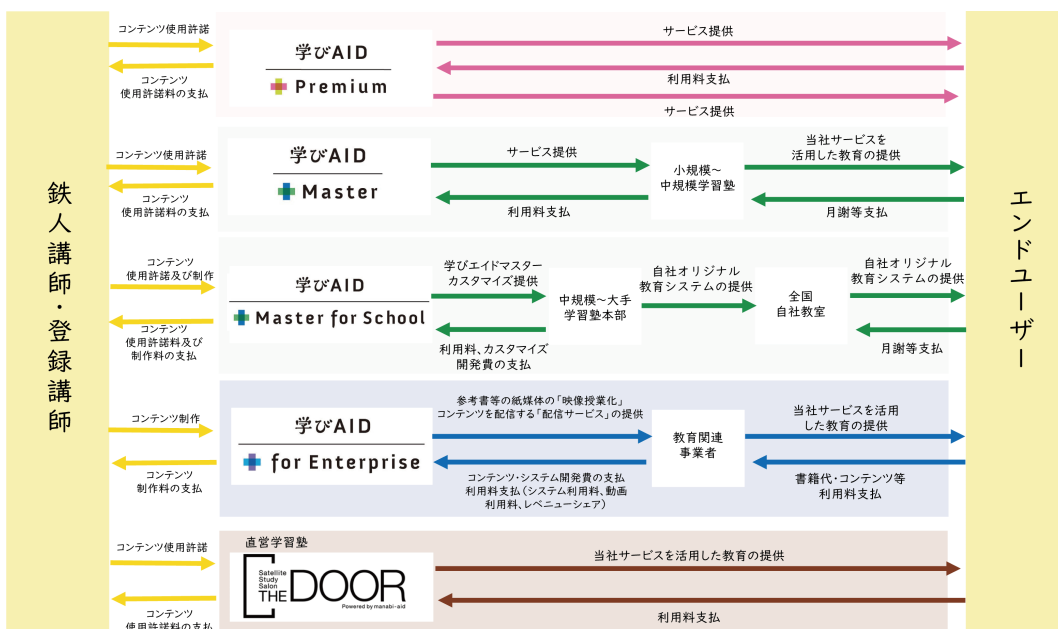 鉄人講師・登録講師
エンドユーザー
コンテンツ使用許諾
コンテンツ
使用許諾料の支払
学びAID
Premium
サービス提供
利用料支払
サービス提供
コンテンツ使用許諾
コンテンツ
使用許諾料の支払
学びAID
Master
サービス提供
利用料支払
小規模～
中規模学習塾
当社サービスを
活用した教育の提供
月謝等支払
コンテンツ
使用許諾及び制作
コンテンツ
使用許諾料及び
制作料の支払
学びAID
Master for School
学びエイドマスター
カスタマイズ提供
利用料、カスタマイズ
開発費の支払
中規模～大手
学習塾本部
自社オリジナル
教育システムの提供
全国
自社教室
自社オリジナル
教育システムの提供
月謝等支払
コンテンツ制作
コンテンツ
制作料の支払
学びAID
for Enterprise
参考書等の紙媒体の「映像授業化」
コンテンツを配信する「配信サービス」の提供
コンテンツ・システム開発費の支払
利用料支払（システム利用料、動画
利用料、レベニューシェア）
教育関連
事業者
当社サービスを活用
した教育の提供
書籍代・コンテンツ等
利用料支払
コンテンツ使用許諾
コンテンツ
使用許諾料の支払
直営学習塾
Satellite
Study
Salon
THE DOOR
Powered by manabi-aid
当社サービスを活用した教育の提供
利用料支払